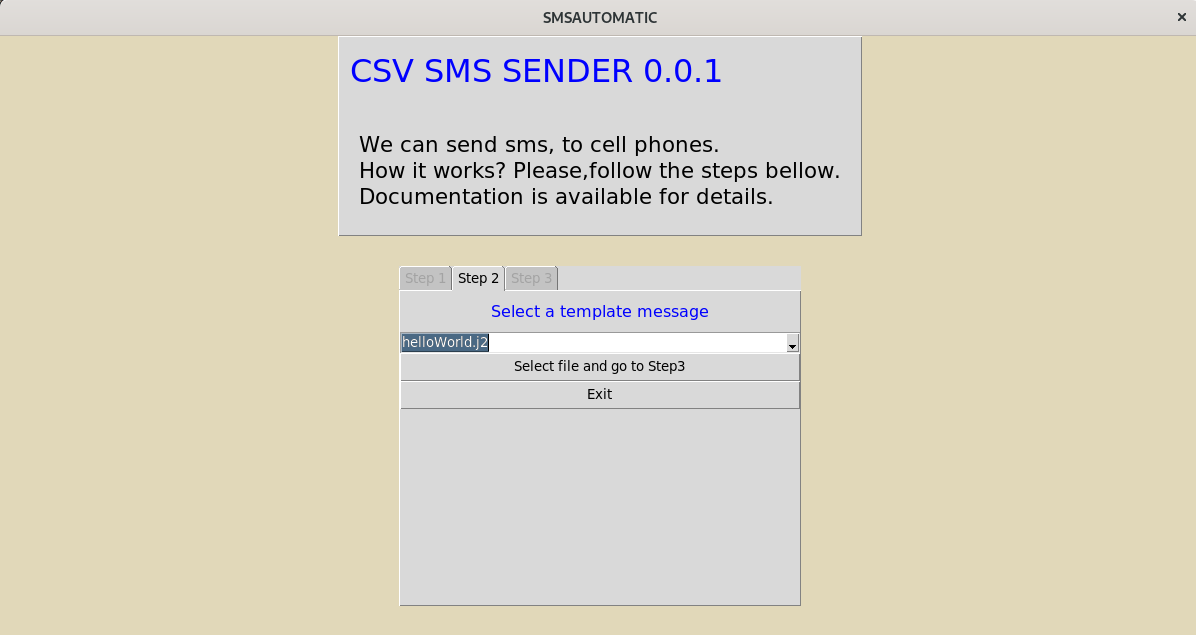 SMSAUTOMATIC
CSV SMS SENDER 0.0.1
We can send sms, to cell phones.
How it works? Please,follow the steps bellow.
Documentation is available for details.
Step 1 Step 2 Step 3
Select a template message
helloWorld.j2
Select file and go to Step3
Exit